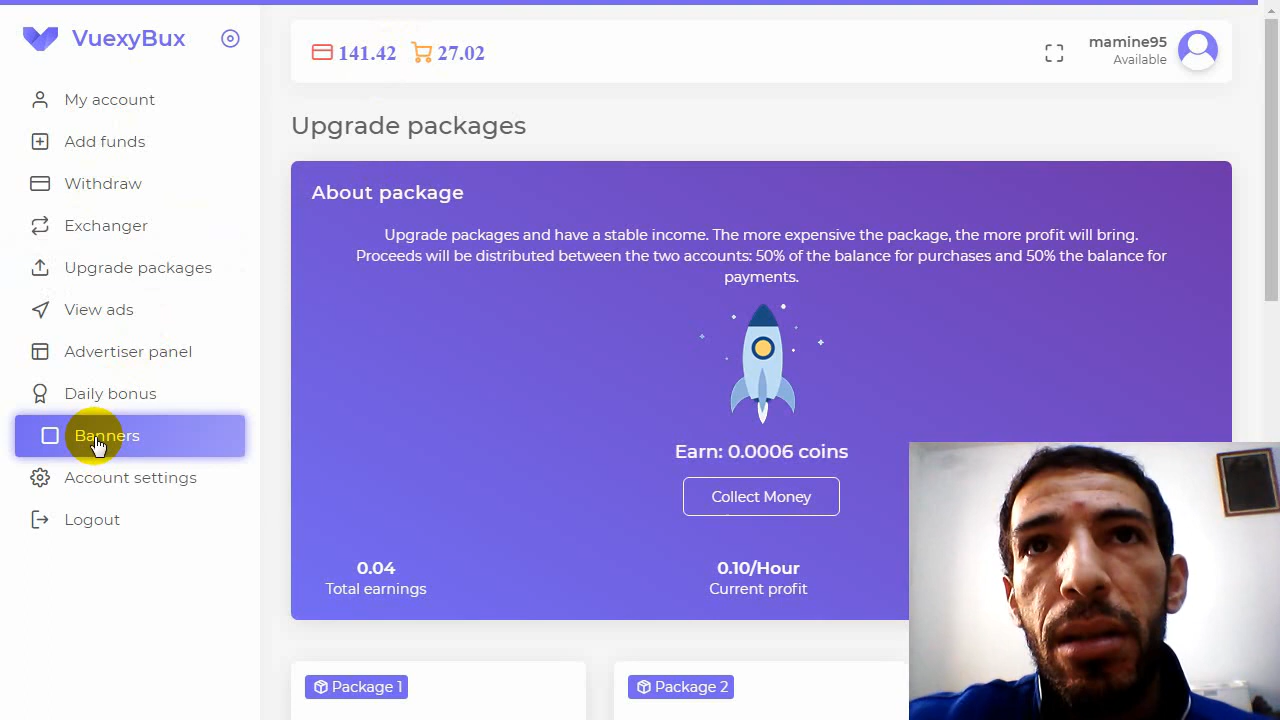 VuexyBux
My account
Add funds
Withdraw
Exchanger
Upgrade packages
View ads
Advertiser panel
Daily bonus
Banners
Account settings
Logout
141.42 27.02
mamine95
Available
Upgrade packages
About package
Upgrade packages and have a stable income. The more expensive the package, the more profit will bring.
Proceeds will be distributed between the two accounts: 50% of the balance for purchases and 50% the balance for
payments.
Earn: 0.0006 coins
Collect Money
0.04
Total earnings
0.10/Hour
Current profit
Package 1
Package 2